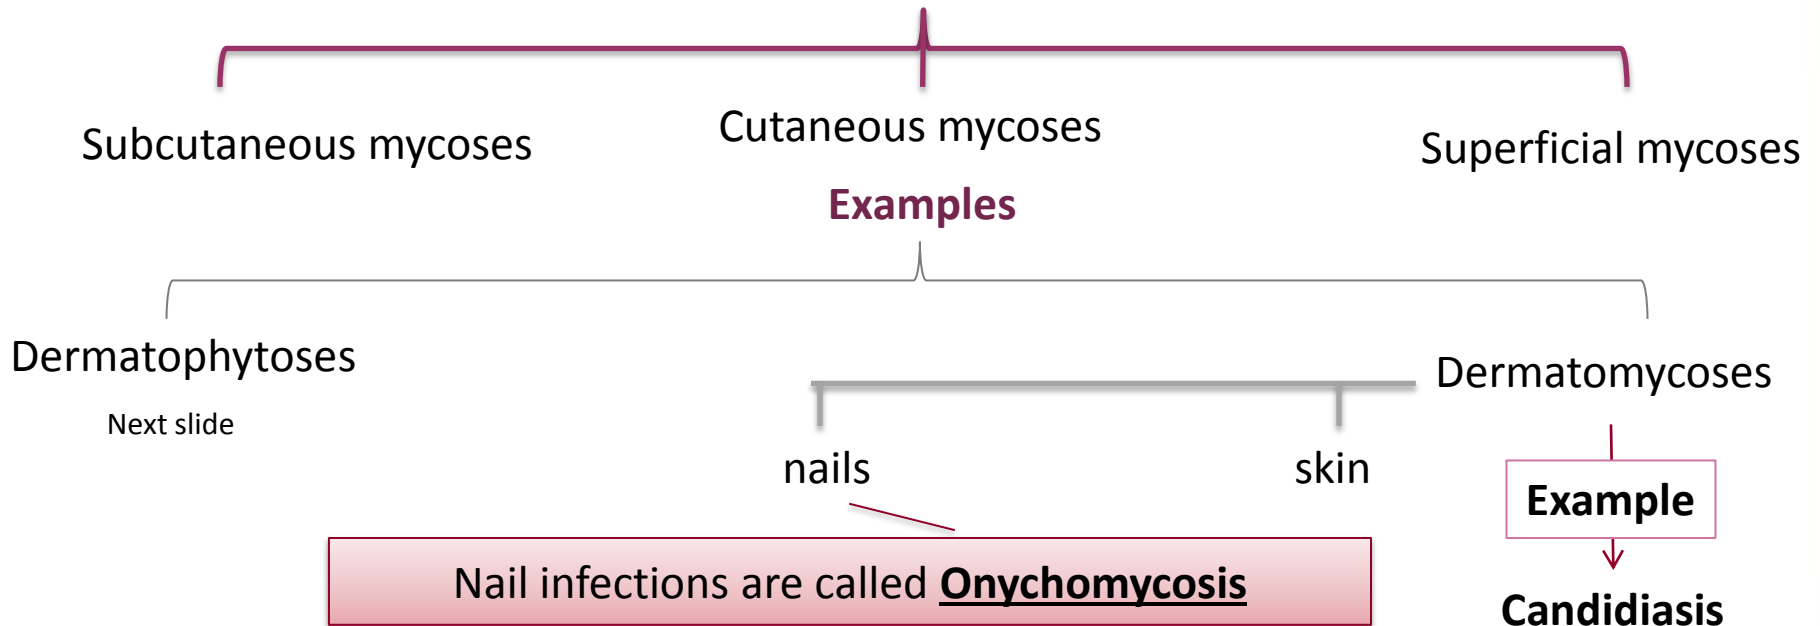 Subcutaneous mycoses
Cutaneous mycoses
Superficial mycoses
Examples
Dermatophytoses
Next slide
Dermatomycoses
nails
skin
Example
Nail infections are called Onychomycosis
Candidiasis